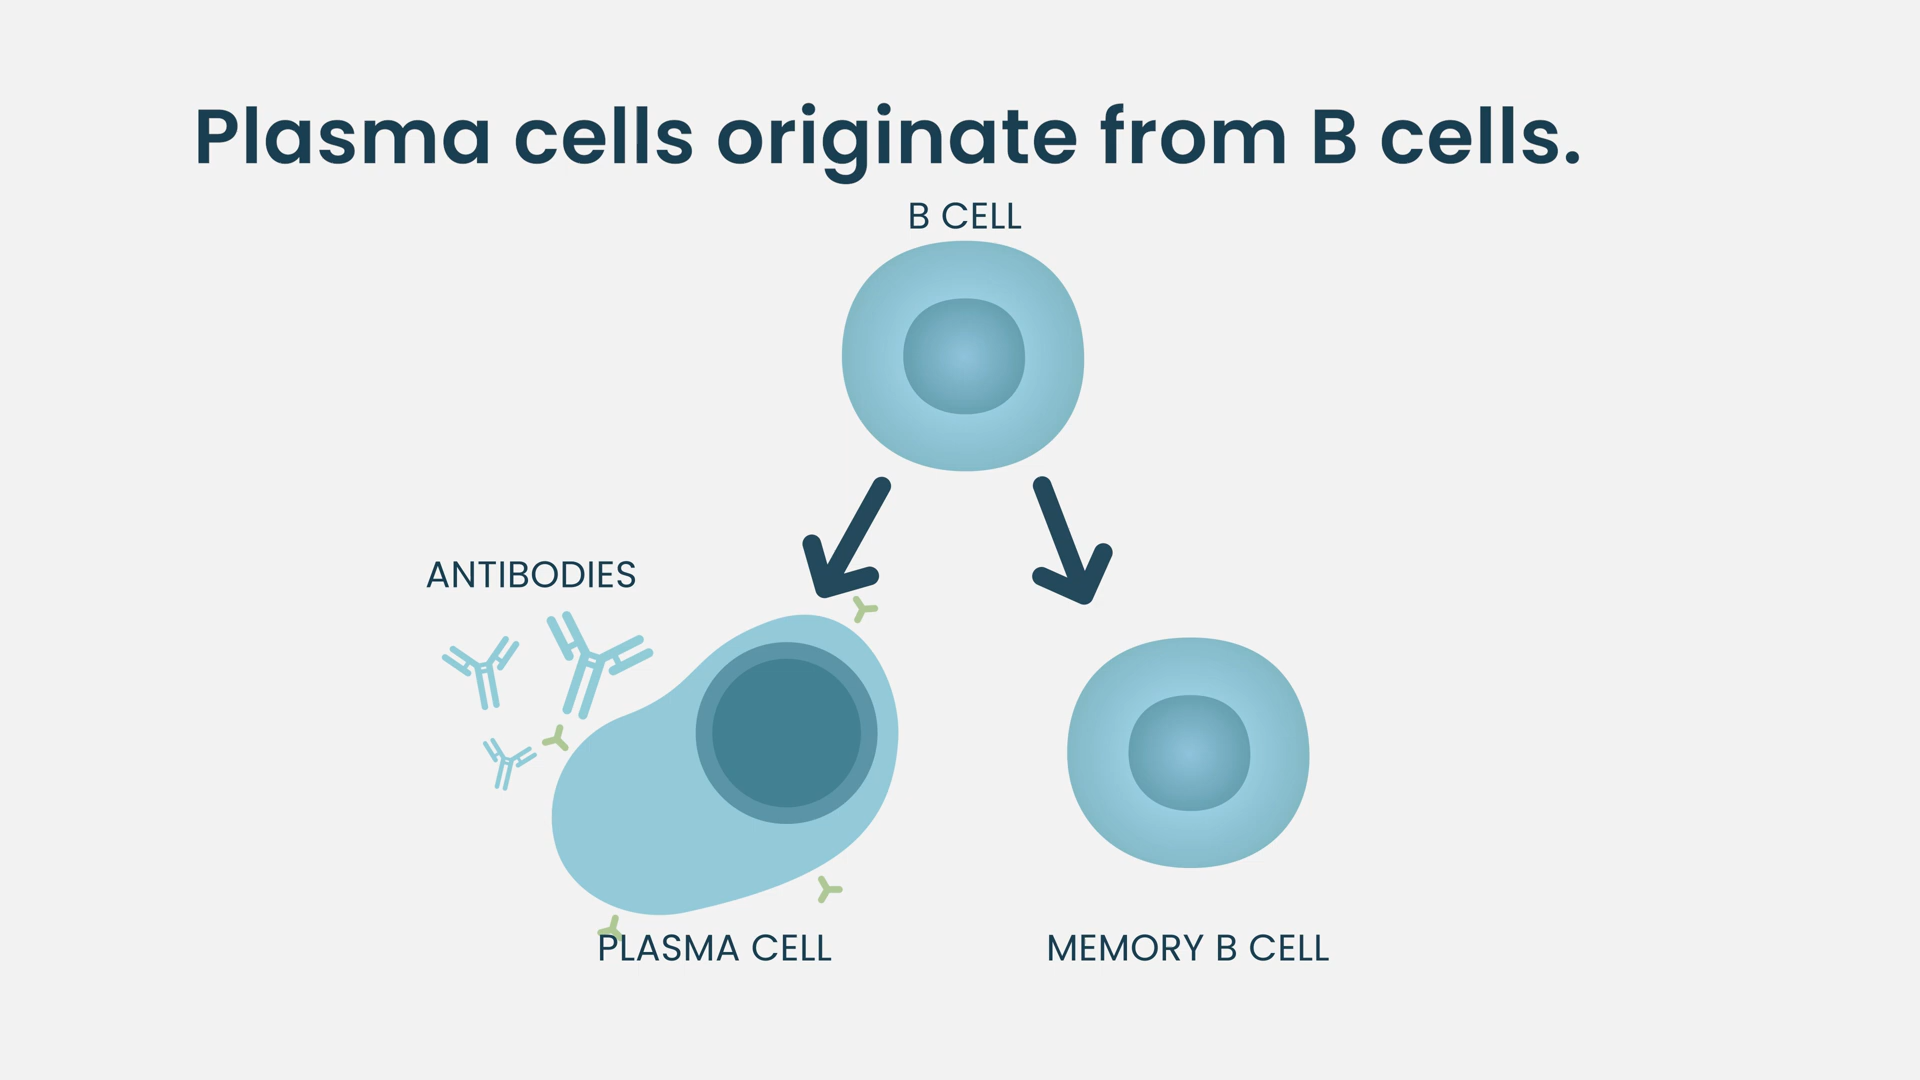 Plasma cells originate from B cells.
B CELL
ANTIBODIES
PLASMA CELL
MEMORY B CELL